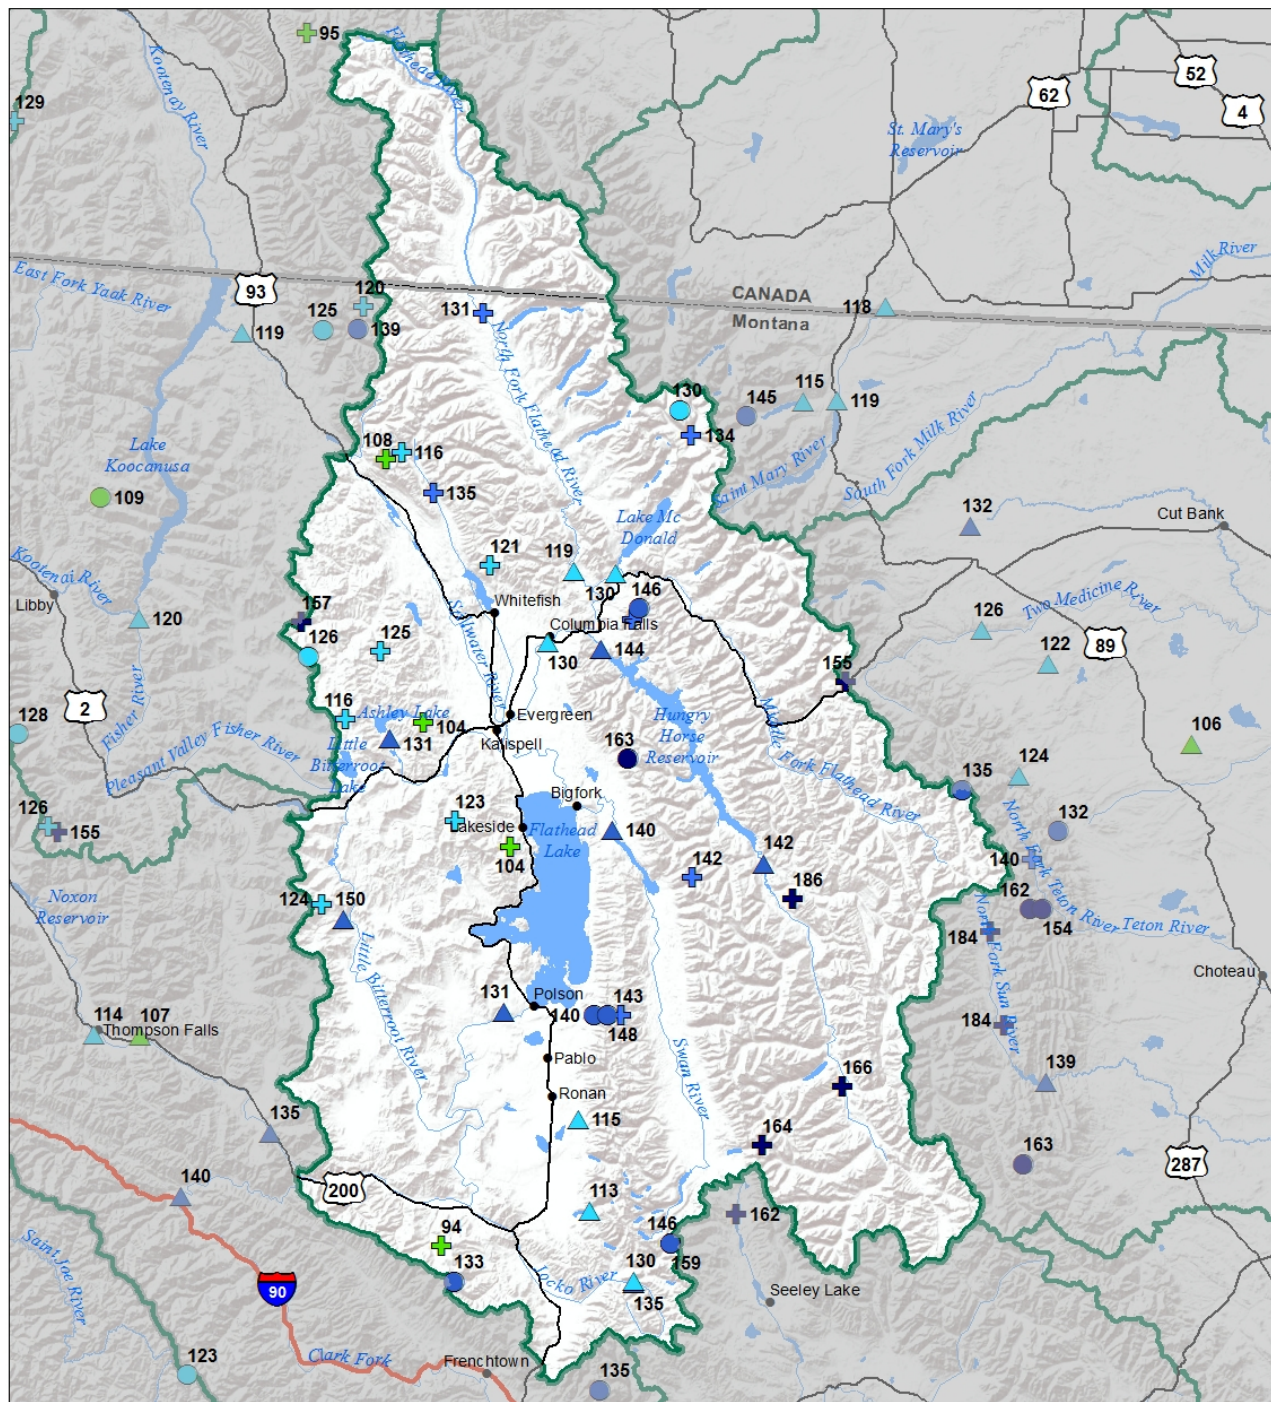 95
Flathead River
129
Kootenay River
52
62
4
St. Mary's
Reservoir
Milk River
East Fork Yaak River
93
CANADA
Montana
120
125
139
119
131
118
North Fork Flathead River
130
145
115
119
134
Saint Mary River
South Fork Milk River
108
116
Lake
Koocanusa
109
135
132
Cut Bank
Lake Mc
Donald
121
119
130
146
Kootenai River
Libby
120
157
Whitefish
Stillwater River
Columbia Falls
130
144
126
125
126
Two Medicine River
122
89
155
2
Fisher River
128
116
Ashley Lake
104
131
Evergreen
Kalispell
Little
Bitterroot
Lake
Pleasant Valley Fisher River
Hungry
Horse
Reservoir
163
Middle Fork Flathead River
106
124
135
132
126
155
Bigfork
123
Lakeside
Flathead
Lake
104
140
142
142
186
140
North Fork Teton River
Teton River
162
154
Noxon
Reservoir
124
150
184
North Fork Sun River
Choteau
Little Bitterroot River
131
Polson
140
143
148
114
107
Thompson Falls
184
Pablo
Swan River
139
166
Ronan
135
115
164
163
140
200
113
287
94
146
162
159
133
Jocko River
130
135
Saint Joe River
90
Seeley Lake
Clark Fork
123
Frenchtown
135